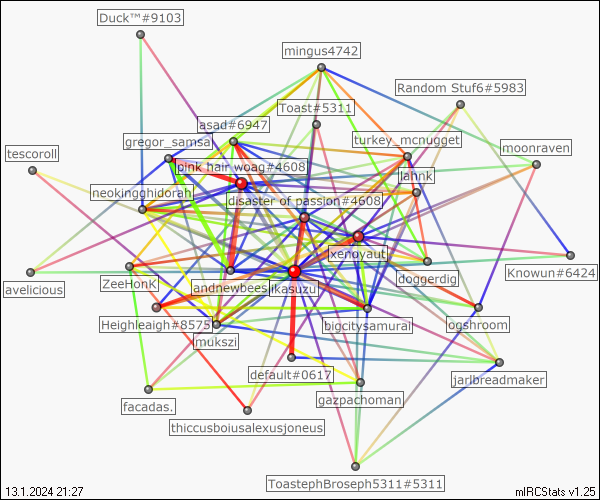 Duck™#9103
mingus4742
Random Stuf6#5983
Toast#5311
asad#6947
gregor_samsa
turkey_mcnugget
moonraven
tescoroll
pink hair woag#4608
lahnk
neokingghidorah
disaster of passion#4608
xenoyaut
avelicious
ZeeHonk
andnewbees
ikasuzu
doggerdig
Knowun#6424
Heighleaigh#8575
bigcitysamurai
ogshroom
mukszi
default#0617
jarlbreadmaker
gazpachoman
facadas.
thiccusboiusalexusjoneus
ToastephBroseph5311#5311
13.1.2024 21:27
mIRCStats v1.25